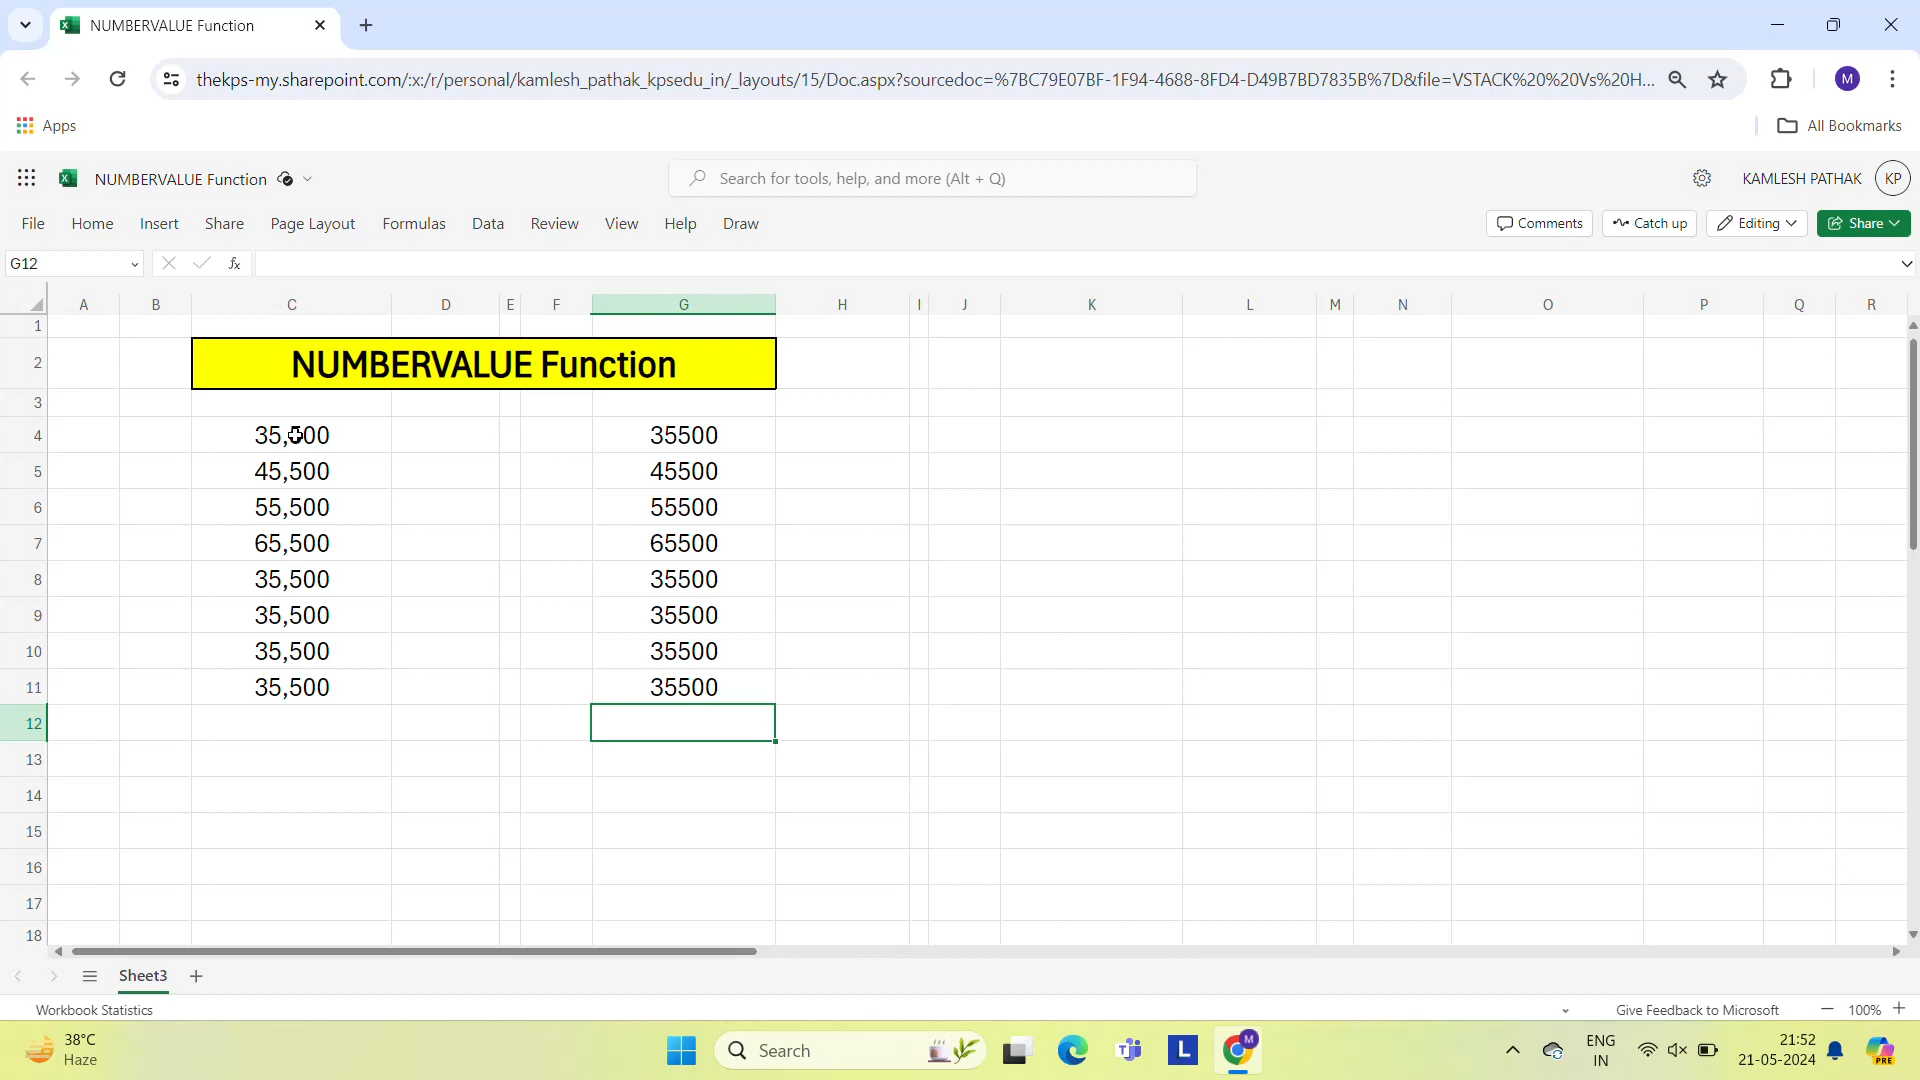 NUMBERVALUE Function
thekps-my.sharepoint.com/:x:/r/personal/kamlesh_pathak_kpsedu_in/_layouts/15/Doc.aspx?sourcedoc=%7BC79E07BF-1F94-4688-8FD4-D49B7BD7835B%7D&file=VSTACK%20%20Vs%20H...
M
Apps
All Bookmarks
NUMBERVALUE Function
Search for tools, help, and more (Alt + Q)
KAMLESH PATHAK KP
File Home Insert Share Page Layout Formulas Data Review View Help Draw
Comments Catch up Editing Share
G12 fx
A B C D E F G H I J K L M N O P Q R
1
2 NUMBERVALUE Function
3
4 35,500 35500
5 45,500 45500
6 55,500 55500
7 65,500 65500
8 35,500 35500
9 35,500 35500
10 35,500 35500
11 35,500 35500
12
13
14
15
16
17
18
Sheet3
Workbook Statistics Give Feedback to Microsoft 100%
38°C
Haze
Search
L
M
ENG
IN
21:52
21-05-2024
PRE